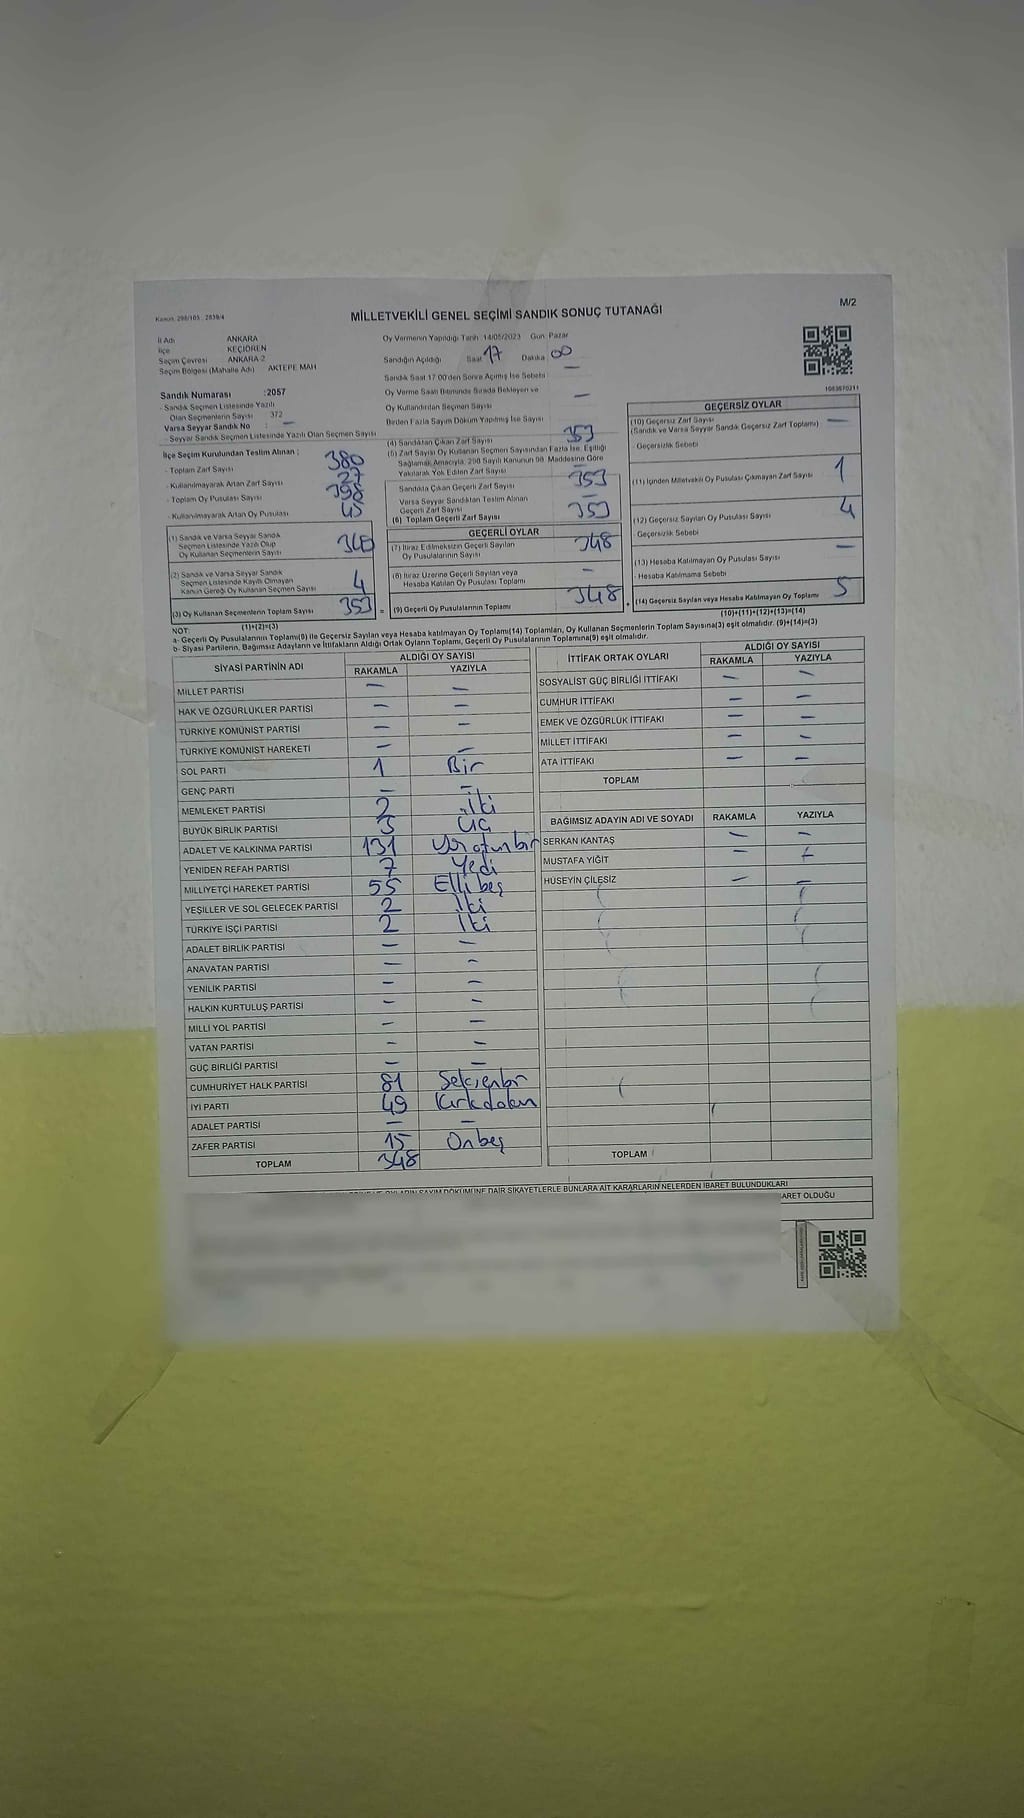 Kanun: 298/105 - 2839/4
MİLLETVEKİLİ GENEL SEÇİMİ SANDIK SONUÇ TUTANAĞI
M/2
İl Adı ANKARA
İlçe KEÇİÖREN
Seçim Çevresi ANKARA 2
Seçim Bölgesi (Mahalle Adı) AKTEPE MAH
Sandık Numarası :2057
- Sandık Seçmen Listesinde Yazılı
Olan Seçmenlerin Sayısı : 372
Varsa Seyyar Sandık No : –
- Seyyar Sandık Seçmen Listesinde Yazılı Olan Seçmen Sayısı
İlçe Seçim Kurulundan Teslim Alınan :
- Toplam Zarf Sayısı 380
- Kullanılmayarak Artan Zarf Sayısı 27
- Toplam Oy Pusulası Sayısı 398
- Kullanılmayarak Artan Oy Pusulası 45
(1) Sandık ve Varsa Seyyar Sandık
Seçmen Listesinde Yazılı Olup
Oy Kullanan Seçmenlerin Sayısı
(2) Sandık ve Varsa Seyyar Sandık
Seçmen Listesinde Kayıtlı Olmayan
Kanun Gereği Oy Kullanan Seçmen Sayısı 4
(3) Oy Kullanan Seçmenlerin Toplam Sayısı 353 =
(1)+(2)=(3)
Oy Vermenin Yapıldığı Tarih 14/05/2023 Gün: Pazar
Sandığın Açıldığı Saat 17 Dakika 00
Sandık Saat 17:00'den Sonra Açılmış İse Sebebi –
Oy Verme Saati Bitiminde Sırada Bekleyen ve
Oy Kullandırılan Seçmen Sayısı –
Birden Fazla Sayım Döküm Yapılmış İse Sayısı
(4) Sandıktan Çıkan Zarf Sayısı 353
(5) Zarf Sayısı Oy Kullanan Seçmen Sayısından Fazla İse, Eşitliği
Sağlamak Amacıyla, 298 Sayılı Kanunun 98. Maddesine Göre
Yakılarak Yok Edilen Zarf Sayısı –
Sandıkta Çıkan Geçerli Zarf Sayısı 353
Varsa Seyyar Sandıktan Teslim Alınan
Geçerli Zarf Sayısı –
(6) Toplam Geçerli Zarf Sayısı 353
GEÇERLİ OYLAR
(7) İtiraz Edilmeksizin Geçerli Sayılan
Oy Pusulalarının Sayısı 348
(8) İtiraz Üzerine Geçerli Sayılan veya
Hesaba Katılan Oy Pusulası Toplamı –
(9) Geçerli Oy Pusulalarının Toplamı 348 +
1083670211
GEÇERSİZ OYLAR
(10) Geçersiz Zarf Sayısı
(Sandık ve Varsa Seyyar Sandık Geçersiz Zarf Toplamı) –
- Geçersizlik Sebebi
(11) İçinden Milletvekili Oy Pusulası Çıkmayan Zarf Sayısı 1
(12) Geçersiz Sayılan Oy Pusulası Sayısı 4
- Geçersizlik Sebebi
(13) Hesaba Katılmayan Oy Pusulası Sayısı –
- Hesaba Katılmama Sebebi
(14) Geçersiz Sayılan veya Hesaba Katılmayan Oy Toplamı 5
(10)+(11)+(12)+(13)=(14)
NOT:
a- Geçerli Oy Pusulalarının Toplamı(9) ile Geçersiz Sayılan veya Hesaba katılmayan Oy Toplamı(14) Toplamları, Oy Kullanan Seçmenlerin Toplam Sayısına(3) eşit olmalıdır. (9)+(14)=(3)
b- Siyasi Partilerin, Bağımsız Adayların ve İttifakların Aldığı Ortak Oyların Toplamı, Geçerli Oy Pusulalarının Toplamına(9) eşit olmalıdır.
SİYASİ PARTİNİN ADI ALDIĞI OY SAYISI
RAKAMLA YAZIYLA
MİLLET PARTİSİ – –
HAK VE ÖZGÜRLÜKLER PARTİSİ – –
TÜRKİYE KOMÜNİST PARTİSİ – –
TÜRKİYE KOMÜNİST HAREKETİ – –
SOL PARTİ 1 Bir
GENÇ PARTİ – –
MEMLEKET PARTİSİ 2 iki
BÜYÜK BİRLİK PARTİSİ 3 Üç
ADALET VE KALKINMA PARTİSİ 131 Yüzotuzbir
YENİDEN REFAH PARTİSİ 7 Yedi
MİLLİYETÇİ HAREKET PARTİSİ 55 Ellibeş
YEŞİLLER VE SOL GELECEK PARTİSİ 2 İki
TÜRKİYE İŞÇİ PARTİSİ 2 İki
ADALET BİRLİK PARTİSİ – –
ANAVATAN PARTİSİ – –
YENİLİK PARTİSİ – –
HALKIN KURTULUŞ PARTİSİ – –
MİLLİ YOL PARTİSİ – –
VATAN PARTİSİ – –
GÜÇ BİRLİĞİ PARTİSİ – –
CUMHURİYET HALK PARTİSİ 81 Seksenbir
İYİ PARTİ 49 Kırkdokuz
ADALET PARTİSİ – –
ZAFER PARTİSİ 15 Onbeş
TOPLAM 348
İTTİFAK ORTAK OYLARI ALDIĞI OY SAYISI
RAKAMLA YAZIYLA
SOSYALİST GÜÇ BİRLİĞİ İTTİFAKI – –
CUMHUR İTTİFAKI – –
EMEK VE ÖZGÜRLÜK İTTİFAKI – –
MİLLET İTTİFAKI – –
ATA İTTİFAKI – –
TOPLAM
BAĞIMSIZ ADAYIN ADI VE SOYADI RAKAMLA YAZIYLA
SERKAN KANTAŞ – –
MUSTAFA YİĞİT –
HÜSEYİN ÇİLESİZ – –
TOPLAM
SAYIM DÖKÜMÜNE DAİR ŞİKAYETLERLE BUNLARA AİT KARARLARIN NELERDEN İBARET BULUNDUKLARI
OLDUĞU